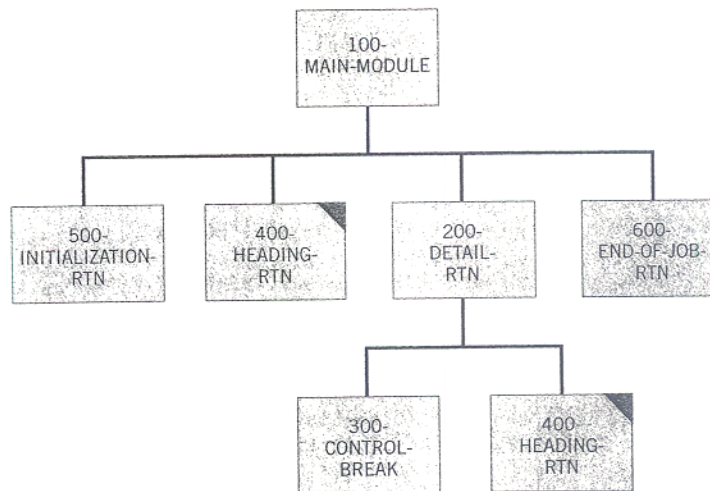 100-
MAIN-MODULE
500-
INITIALIZATION-
RTN
400-
HEADING-
RTN
200-
DETAIL-
RTN
600-
END-OF-JOB-
RTN
300-
CONTROL-
BREAK
400-
HEADING-
RTN